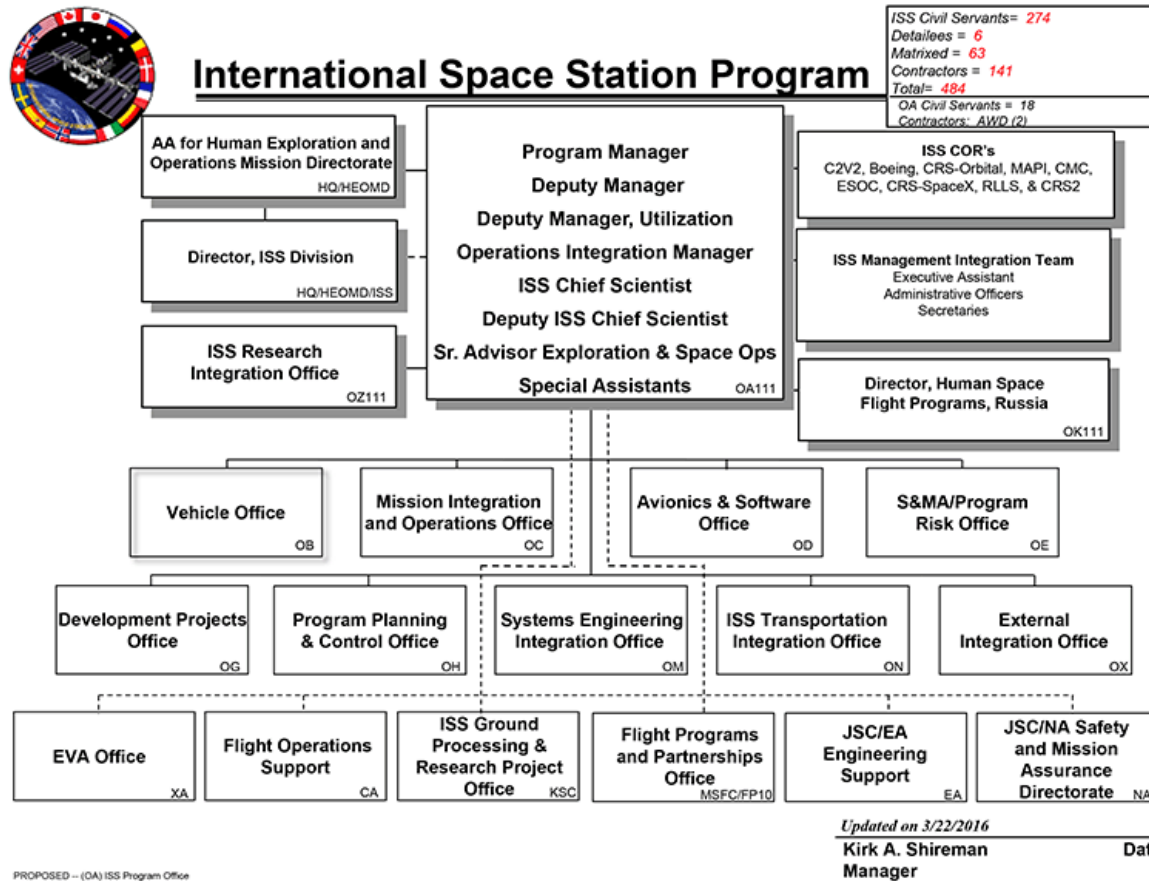 International Space Station Program
ISS Civil Servants= 274
Detailees = 6
Matrixed = 63
Contractors = 141
Total= 484
OA Civil Servants = 18
Contractors: AWD (2)
AA for Human Exploration and
Operations Mission Directorate
HQ/HEOMD
Director, ISS Division
HQ/HEOMD/ISS
ISS Research
Integration Office
OZ111
Program Manager
Deputy Manager
Deputy Manager, Utilization
Operations Integration Manager
ISS Chief Scientist
Deputy ISS Chief Scientist
Sr. Advisor Exploration & Space Ops
Special Assistants
OA111
ISS COR's
C2V2, Boeing, CRS-Orbital, MAPI, CMC,
ESOC, CRS-SpaceX, RLLS, & CRS2
ISS Management Integration Team
Executive Assistant
Administrative Officers
Secretaries
Director, Human Space
Flight Programs, Russia
OK111
Vehicle Office
OB
Mission Integration
and Operations Office
OC
Avionics & Software
Office
OD
S&MA/Program
Risk Office
OE
Development Projects
Office
OG
Program Planning
& Control Office
OH
Systems Engineering
Integration Office
OM
ISS Transportation
Integration Office
ON
External
Integration Office
OX
EVA Office
XA
Flight Operations
Support
CA
ISS Ground
Processing &
Research Project
Office
KSC
Flight Programs
and Partnerships
Office
MSFC/FP10
JSC/EA
Engineering
Support
EA
JSC/NA Safety
and Mission
Assurance
Directorate
NA
Updated on 3/22/2016
Kirk A. Shireman Dat
Manager
PROPOSED -- (OA) ISS Program Office